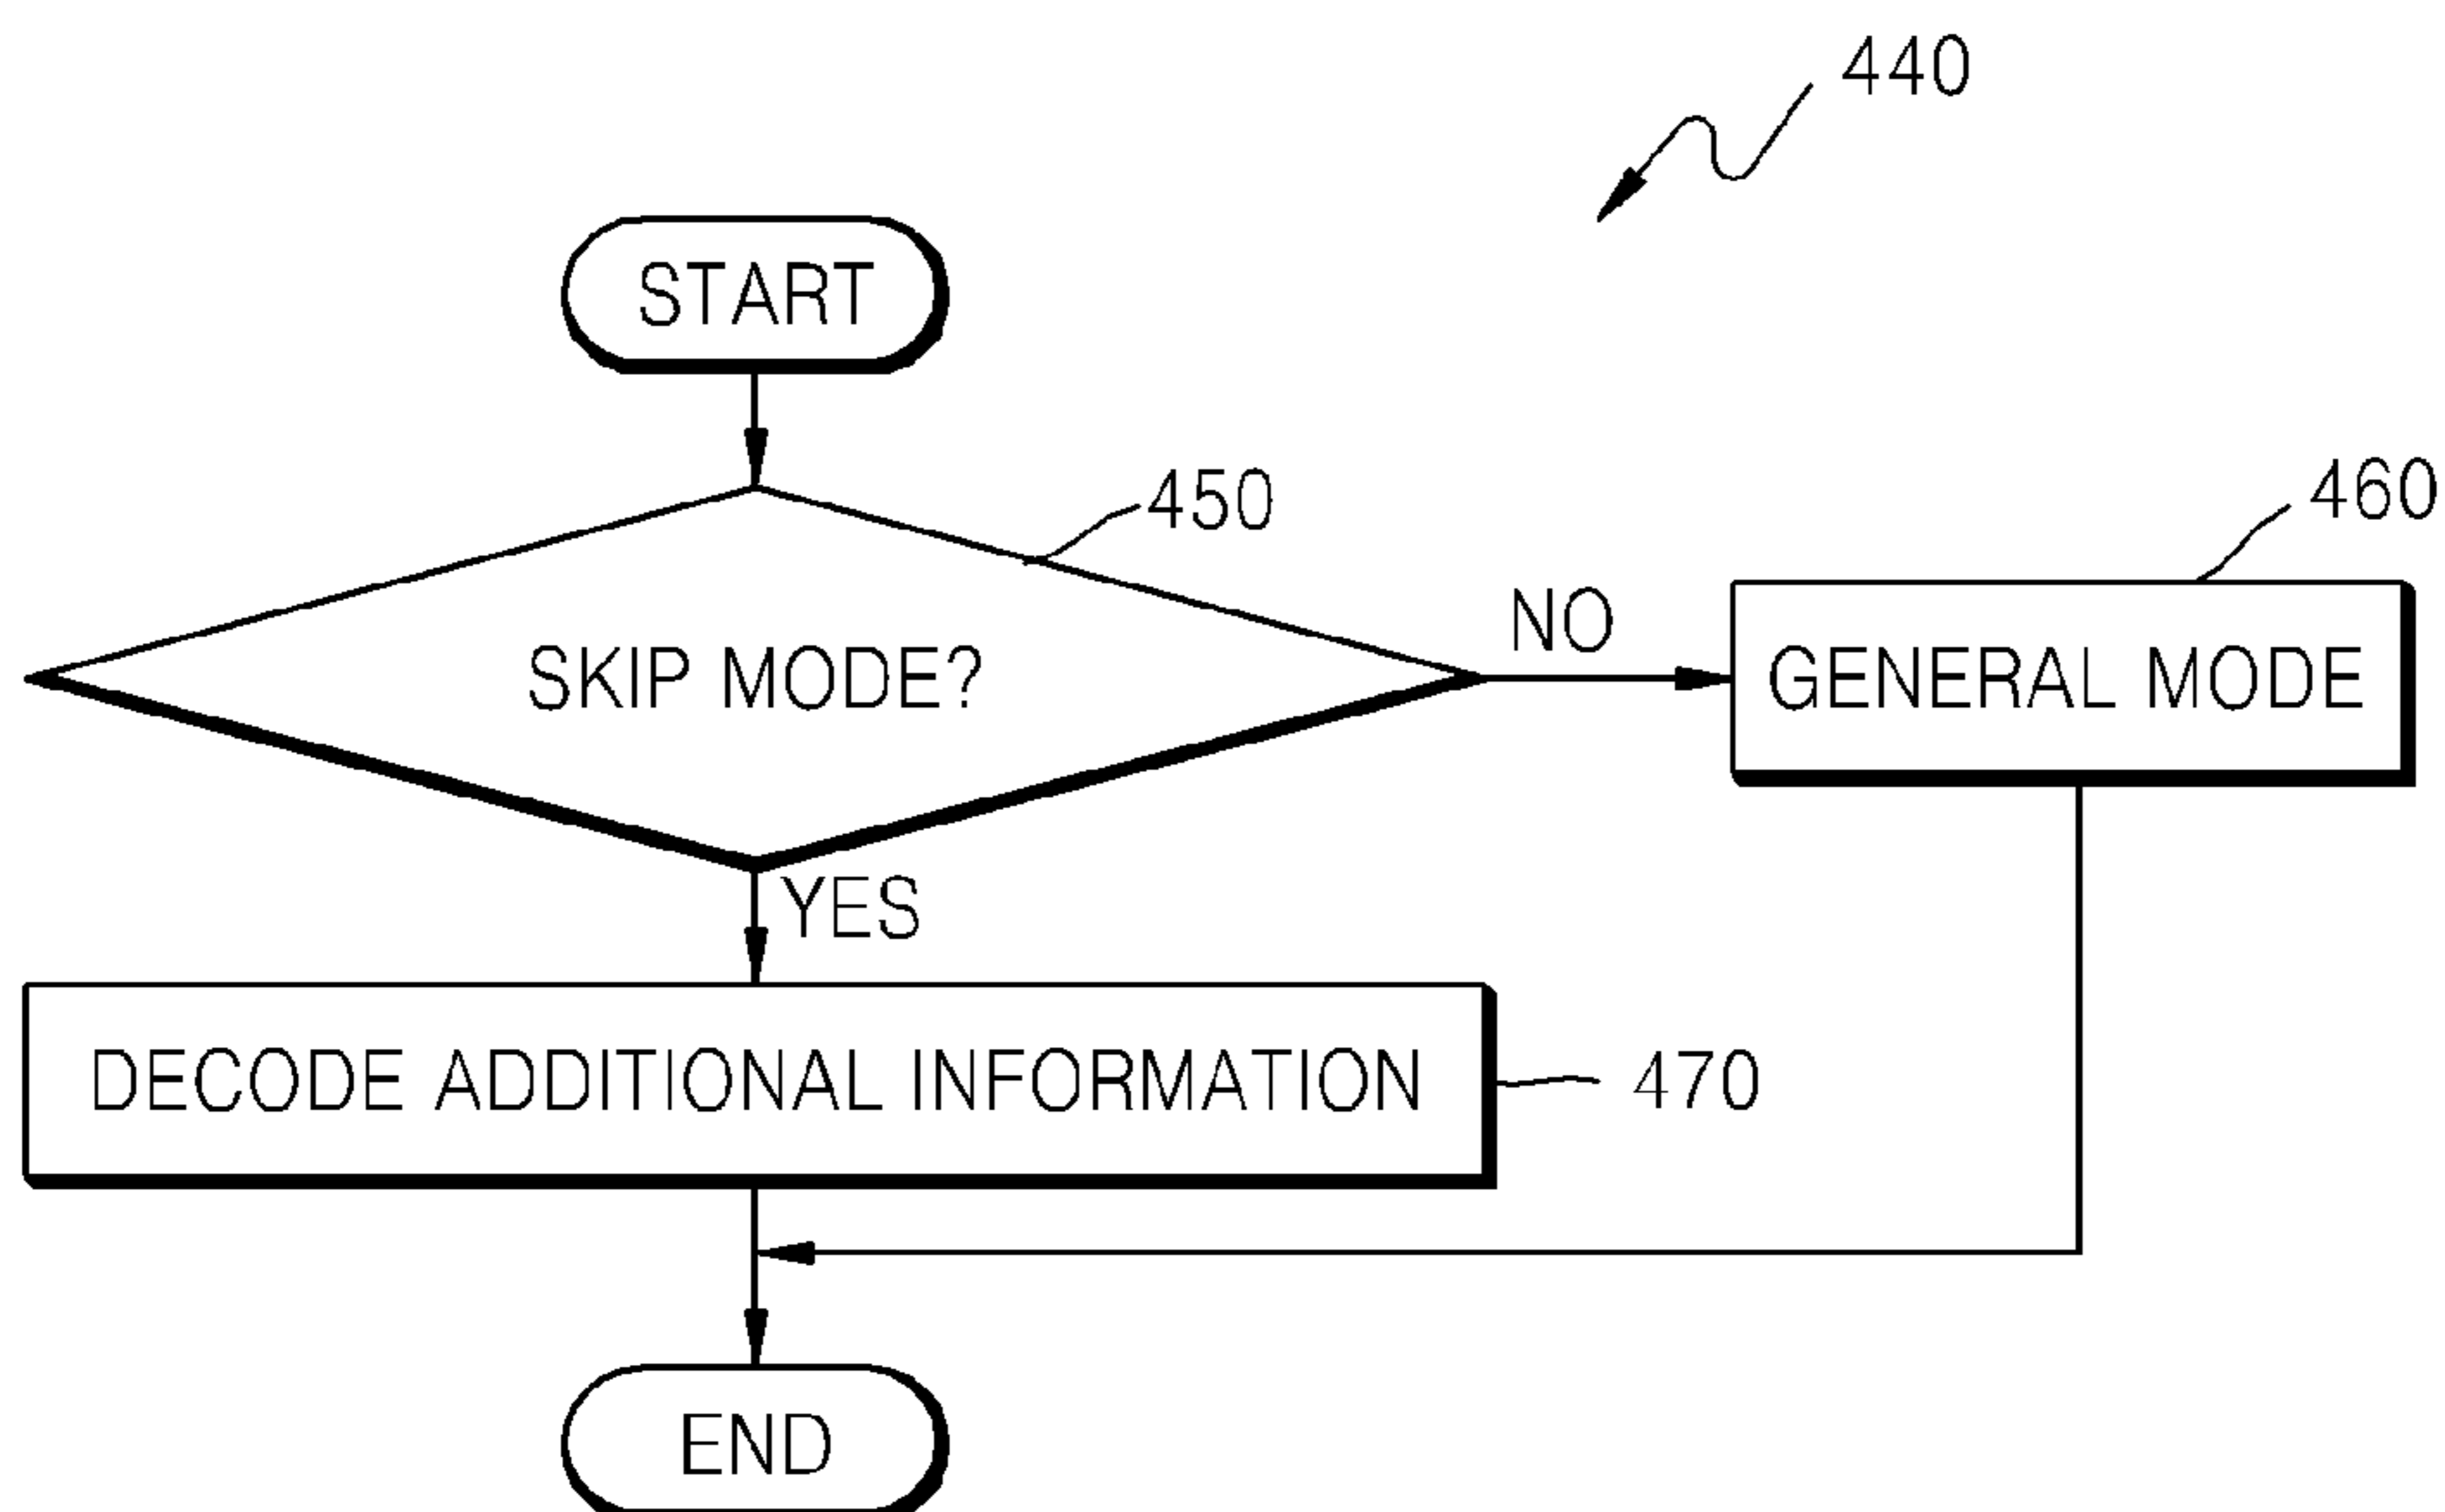 440
START
450
460
SKIP MODE?
NO
GENERAL MODE
YES
DECODE ADDITIONAL INFORMATION
470
END